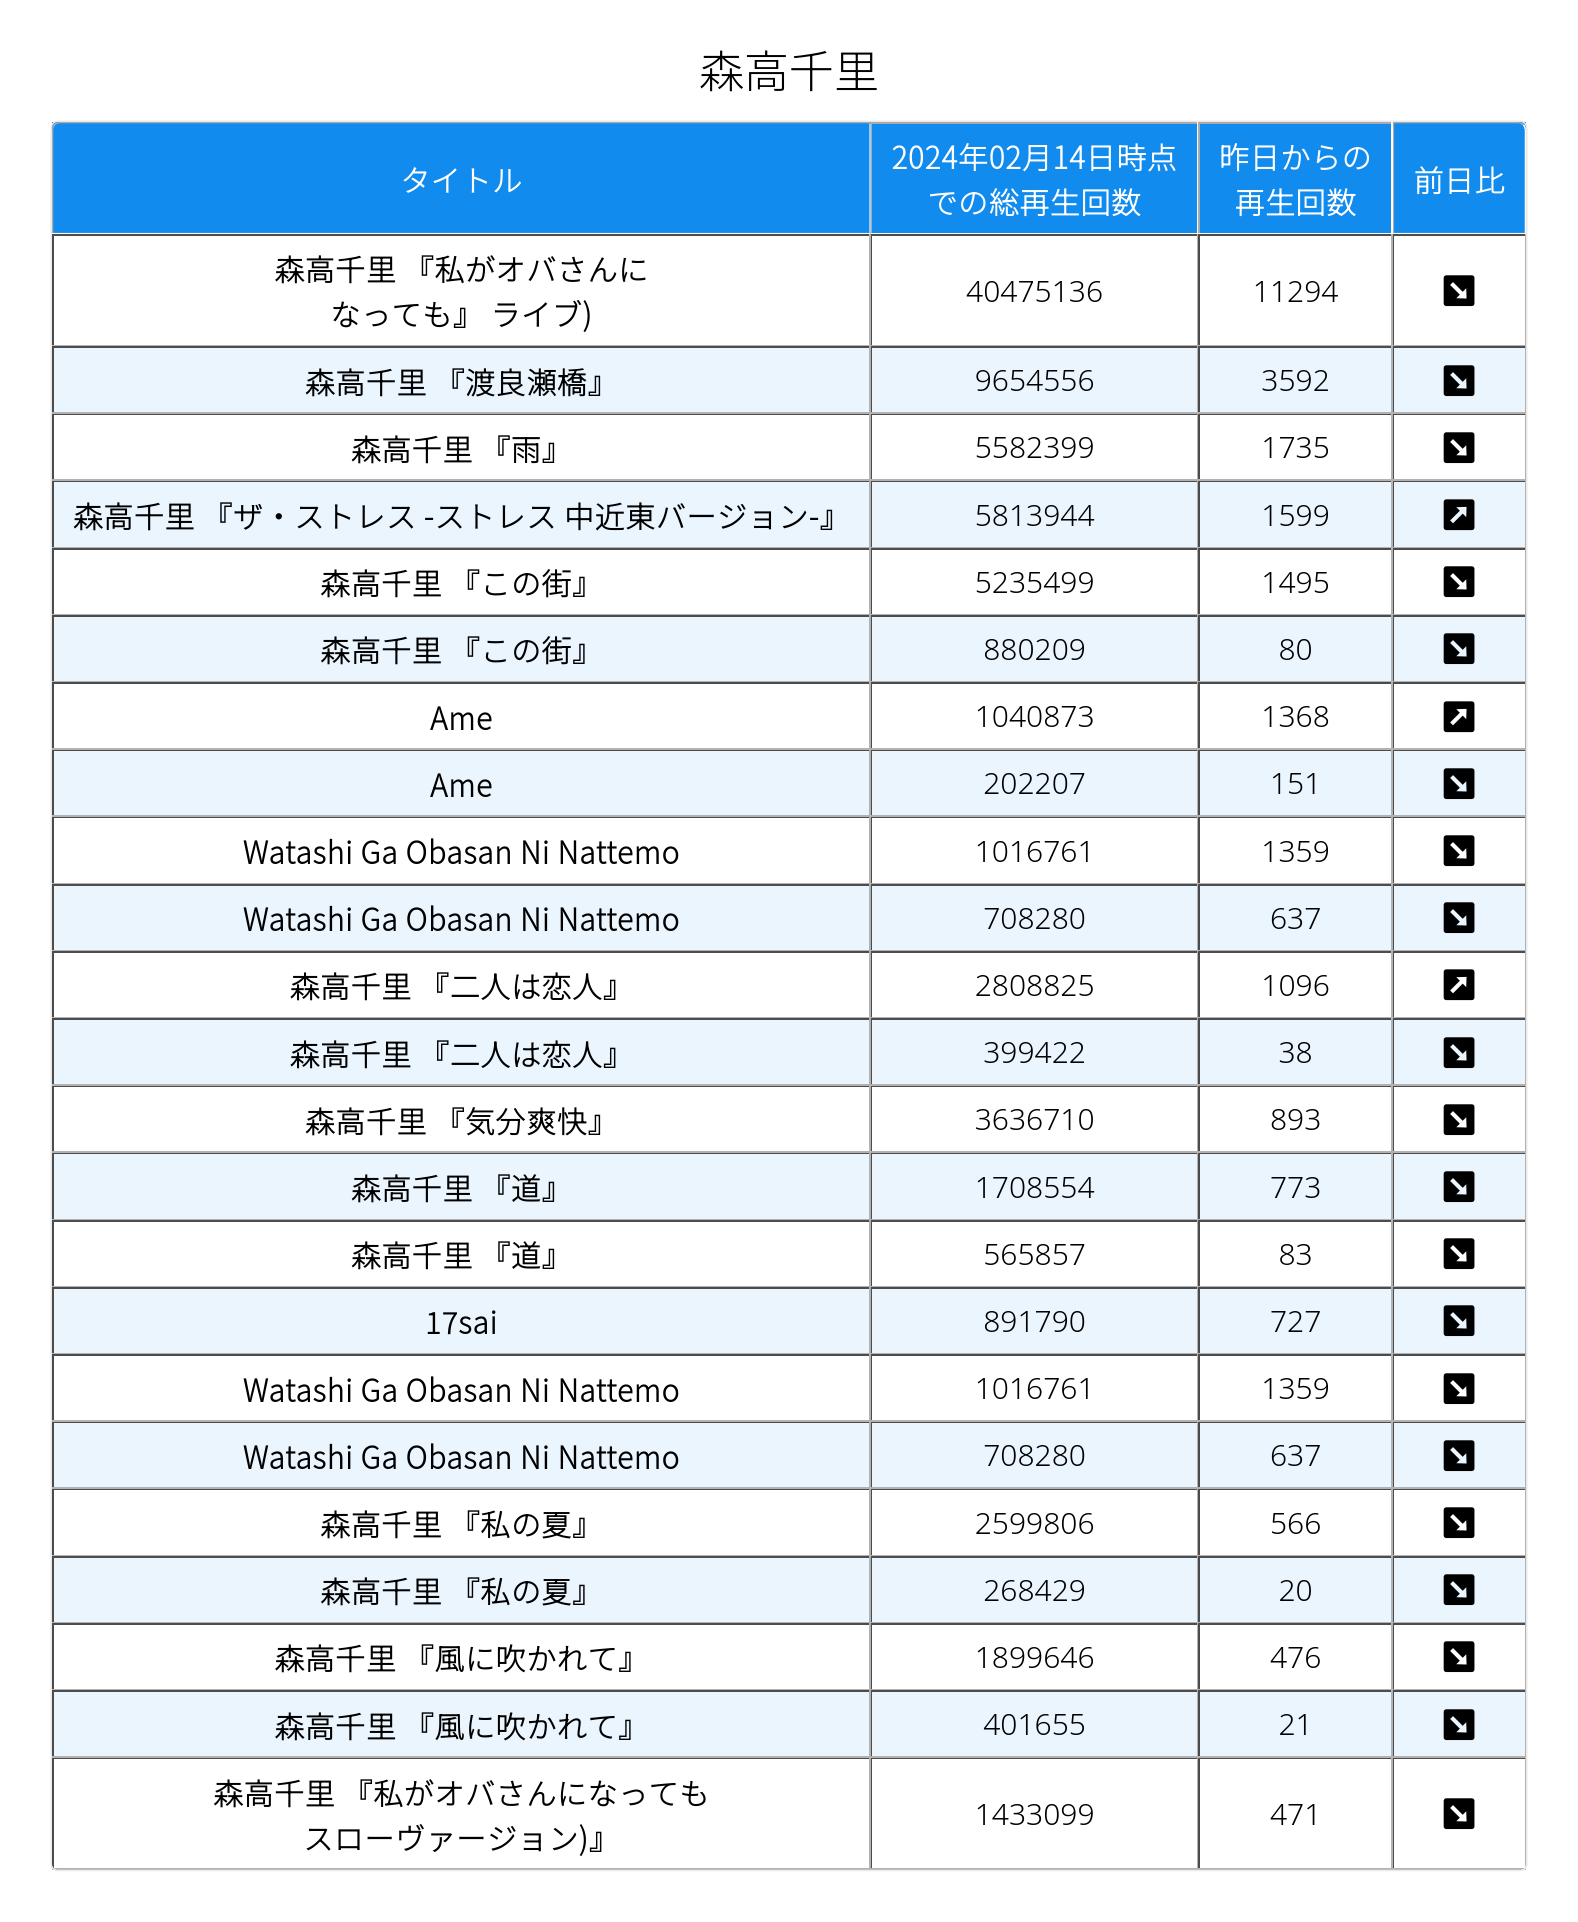 森高千里
タイトル
2024年02月14日時点
での総再生回数
昨日からの
再生回数
前日比
森高千里 『私がオバさんに
なっても』 ライブ)
40475136
11294
森高千里 『渡良瀬橋』
9654556
3592
森高千里 『雨』
5582399
1735
森高千里 『ザ・ストレス -ストレス 中近東バージョン-』
5813944
1599
森高千里 『この街』
5235499
1495
森高千里 『この街』
880209
80
Ame
1040873
1368
Ame
202207
151
Watashi Ga Obasan Ni Nattemo
1016761
1359
Watashi Ga Obasan Ni Nattemo
708280
637
森高千里 『二人は恋人』
2808825
1096
森高千里 『二人は恋人』
399422
38
森高千里 『気分爽快』
3636710
893
森高千里 『道』
1708554
773
森高千里 『道』
565857
83
17sai
891790
727
Watashi Ga Obasan Ni Nattemo
1016761
1359
Watashi Ga Obasan Ni Nattemo
708280
637
森高千里 『私の夏』
2599806
566
森高千里 『私の夏』
268429
20
森高千里 『風に吹かれて』
1899646
476
森高千里 『風に吹かれて』
401655
21
森高千里 『私がオバさんになっても
スローヴァージョン)』
1433099
471